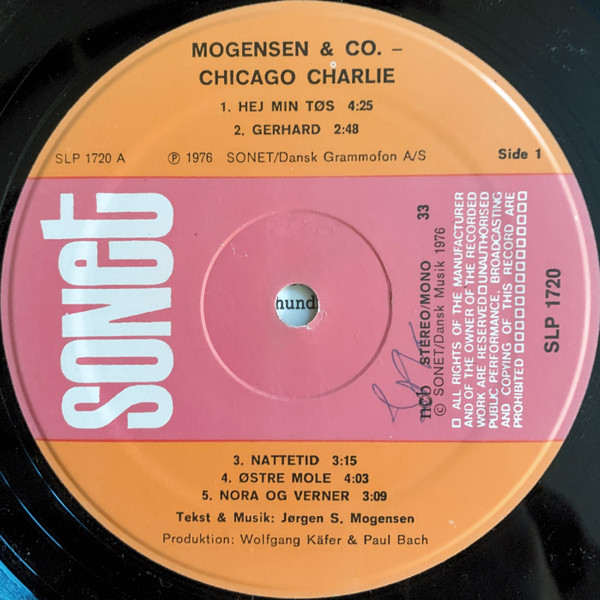 MOGENSEN & CO. –
CHICAGO CHARLIE
1. HEJ MIN TØS 4:25
2. GERHARD 2:48
SLP 1720 A
℗ 1976 SONET/Dansk Grammofon A/S
Side 1
sonet
hund
33
ncb STEREO/MONO
© SONET/Dansk Musik 1976
□ ALL RIGHTS OF THE MANUFACTURER
AND OF THE OWNER OF THE RECORDED
WORK ARE RESERVED □ UNAUTHORISED
PUBLIC PERFORMANCE, BROADCASTING
AND COPYING OF THIS RECORD ARE
PROHIBITED □□□□□□□□□□□□□
SLP 1720
3. NATTETID 3:15
4. ØSTRE MOLE 4:03
5. NORA OG VERNER 3:09
Tekst & Musik: Jørgen S. Mogensen
Produktion: Wolfgang Käfer & Paul Bach